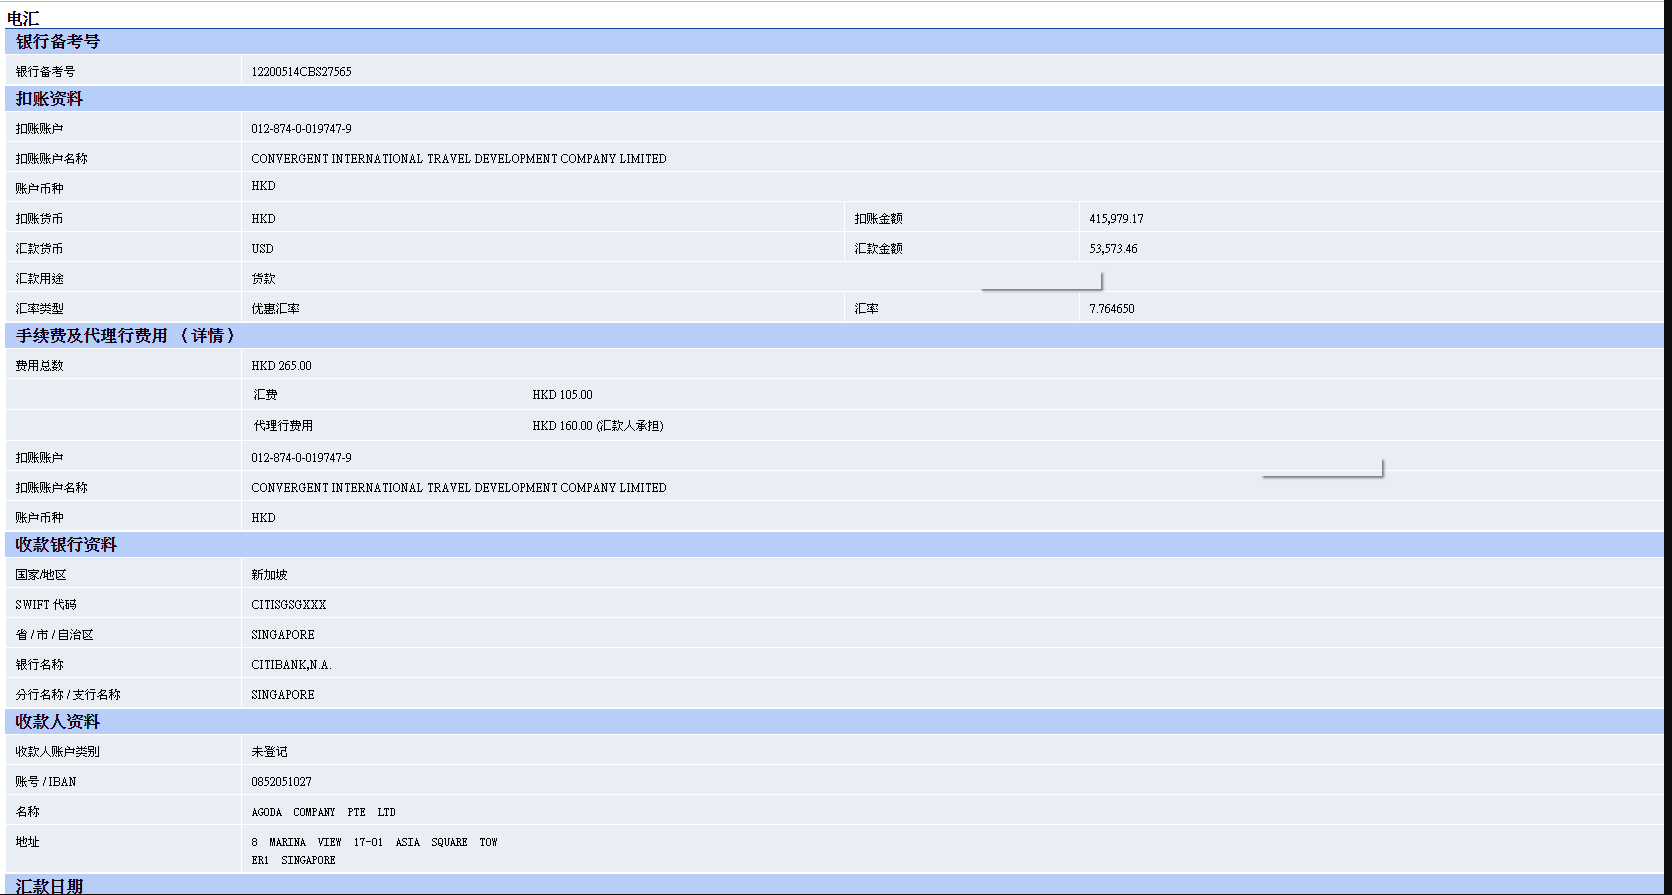 电汇
银行备考号
银行备考号 12200514CBS27565
扣账资料
扣账账户 012-874-0-019747-9
扣账账户名称 CONVERGENT INTERNATIONAL TRAVEL DEVELOPMENT COMPANY LIMITED
账户币种 HKD
扣账货币 HKD 扣账金额 415,979.17
汇款货币 USD 汇款金额 53,573.46
汇款用途 货款
汇率类型 优惠汇率 汇率 7.764650
手续费及代理行费用 (详情)
费用总数 HKD 265.00
汇费 HKD 105.00
代理行费用 HKD 160.00 (汇款人承担)
扣账账户 012-874-0-019747-9
扣账账户名称 CONVERGENT INTERNATIONAL TRAVEL DEVELOPMENT COMPANY LIMITED
账户币种 HKD
收款银行资料
国家/地区 新加坡
SWIFT 代码 CITISGSGXXX
省 / 市 / 自治区 SINGAPORE
银行名称 CITIBANK,N.A.
分行名称 / 支行名称 SINGAPORE
收款人资料
收款人账户类别 未登记
账号 / IBAN 0852051027
名称 AGODA COMPANY PTE LTD
地址 8 MARINA VIEW 17-01 ASIA SQUARE TOW
ER1 SINGAPORE
汇款日期